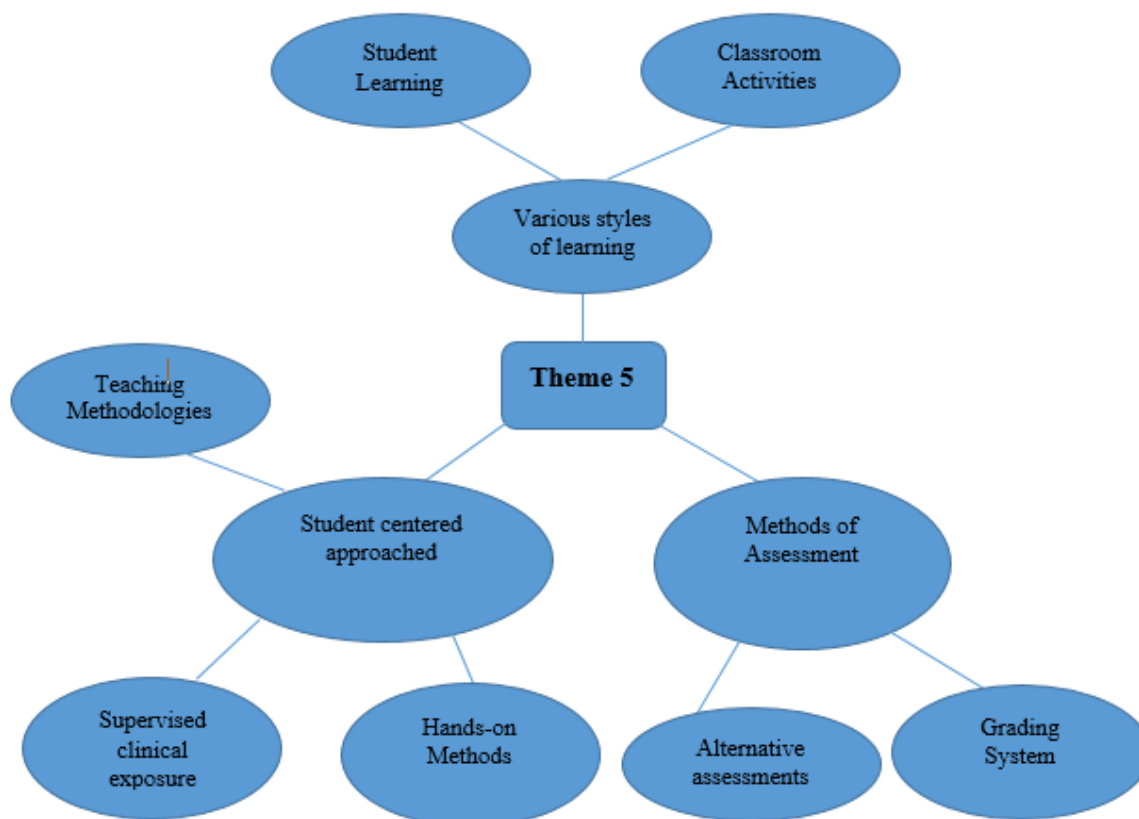 Student
Learning
Classroom
Activities
Various styles
of learning
Theme 5
Teaching
Methodologies
Student centered
approached
Methods of
Assessment
Supervised
clinical
exposure
Hands-on
Methods
Alternative
assessments
Grading
System